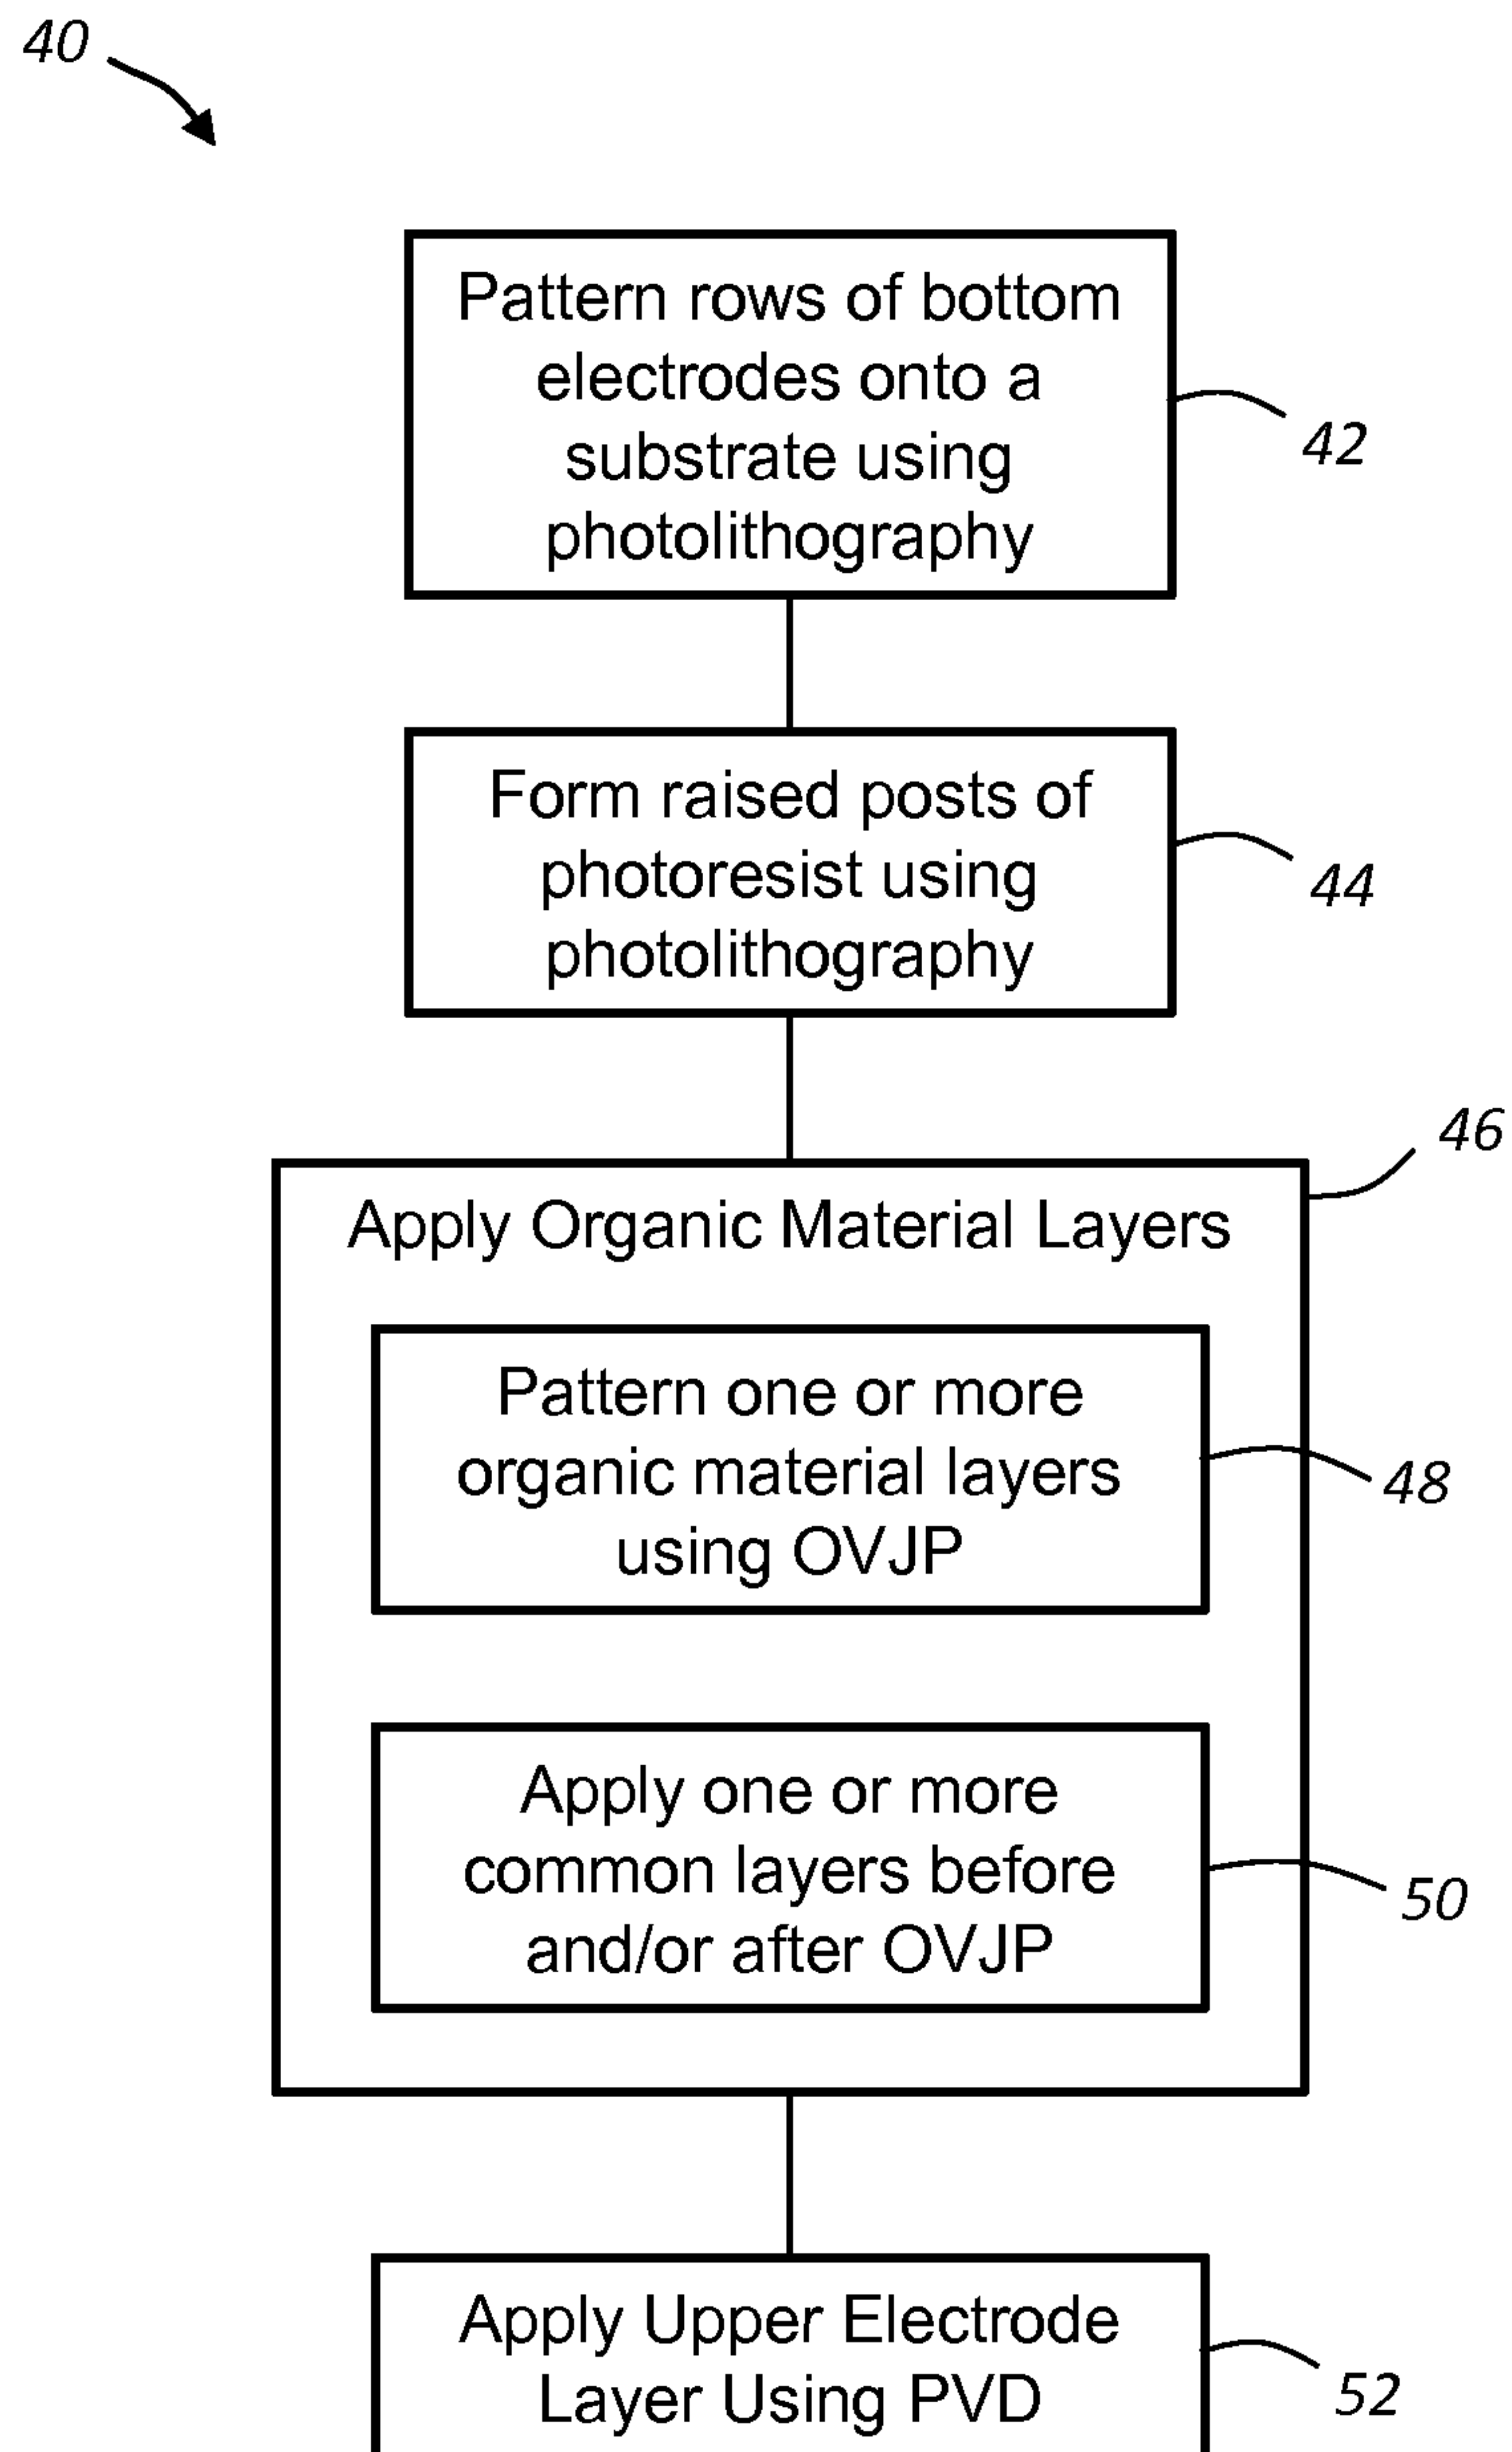 40
Pattern rows of bottom
electrodes onto a
substrate using
photolithography
42
Form raised posts of
photoresist using
photolithography
44
46
Apply Organic Material Layers
Pattern one or more
organic material layers
using OVJP
48
Apply one or more
common layers before
and/or after OVJP
50
Apply Upper Electrode
Layer Using PVD
52